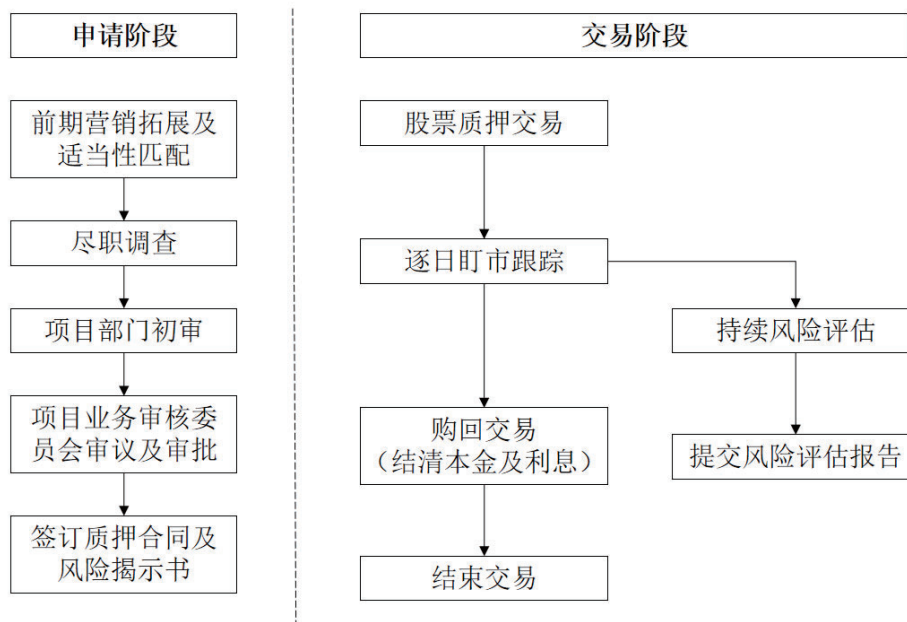 申请阶段
前期营销拓展及
适当性匹配
尽职调查
项目部门初审
项目业务审核委
员会审议及审批
签订质押合同及
风险揭示书
交易阶段
股票质押交易
逐日盯市跟踪
持续风险评估
购回交易
（结清本金及利息）
提交风险评估报告
结束交易